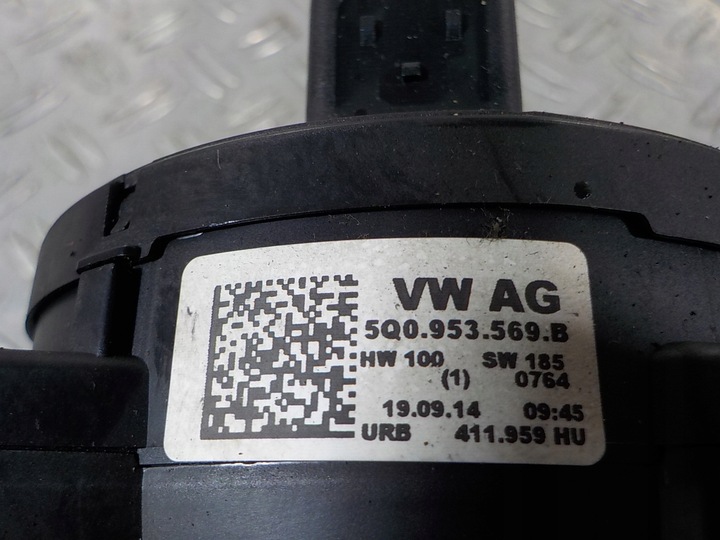 VW AG
5Q0.953.569.B
HW 100 SW 185
(1) 0764
19.09.14 09:45
URB 411.959 HU